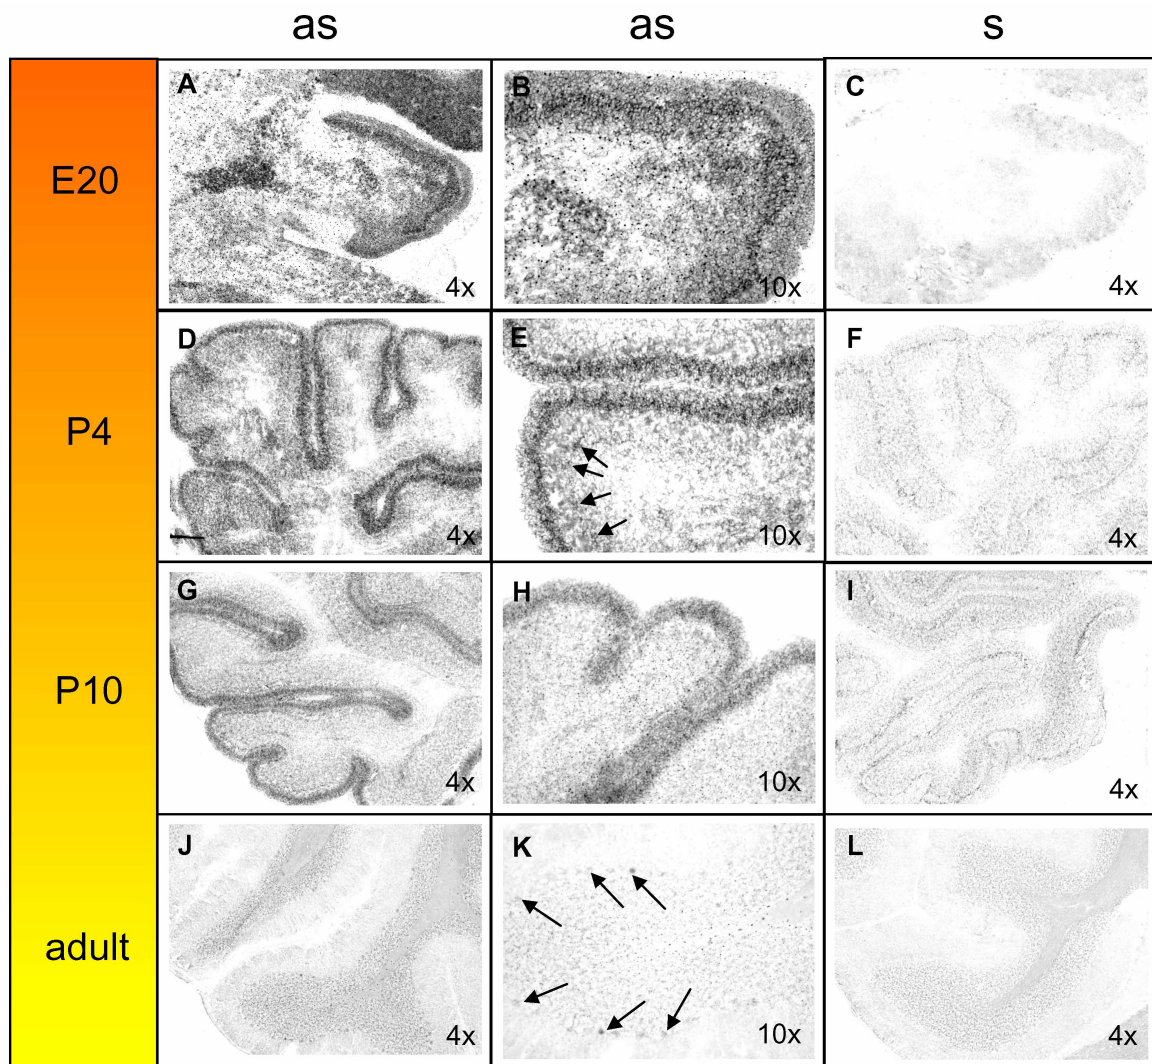 as as s
E20
A B C
4x 10x 4x
P4
D E F
4x 10x 4x
P10
G H I
4x 10x 4x
adult
J K L
4x 10x 4x